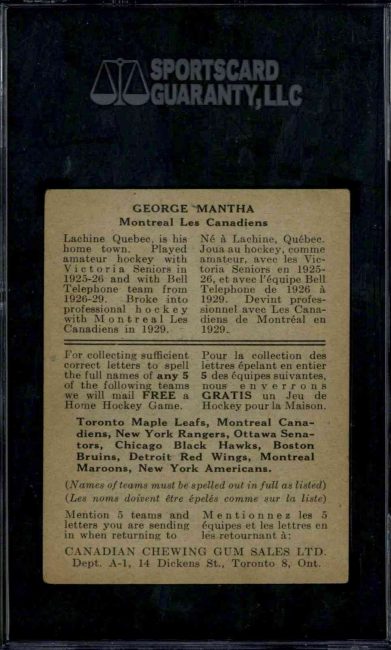 SPORTSCARD
GUARANTY, LLC
GEORGE MANTHA
Montreal Les Canadiens
Lachine Quebec, is his
home town. Played
amateur hockey with
Victoria Seniors in
1925-26 and with Bell
Telephone team from
1926-29. Broke into
professional hockey
with Montreal Les
Canadiens in 1929.
Né à Lachine, Québec.
Joua au hockey, comme
amateur, avec les Vic-
toria Seniors en 1925-
26, et avec l'équipe Bell
Telephone de 1926 à
1929. Devint profes-
sionnel avec Les Cana-
diens de Montréal en
1929.
For collecting sufficient
correct letters to spell
the full names of any 5
of the following teams
we will mail FREE a
Home Hockey Game.
Pour la collection des
lettres épelant en entier
5 des équipes suivantes,
nous enverrons
GRATIS un Jeu de
Hockey pour la Maison.
Toronto Maple Leafs, Montreal Cana-
diens, New York Rangers, Ottawa Sena-
tors, Chicago Black Hawks, Boston
Bruins, Detroit Red Wings, Montreal
Maroons, New York Americans.
(Names of teams must be spelled out in full as listed)
(Les noms doivent être épelés comme sur la liste)
Mention 5 teams and
letters you are sending
in when returning to
Mentionnez les 5
équipes et les lettres en
les retournant à:
CANADIAN CHEWING GUM SALES LTD.
Dept. A-1, 14 Dickens St., Toronto 8, Ont.